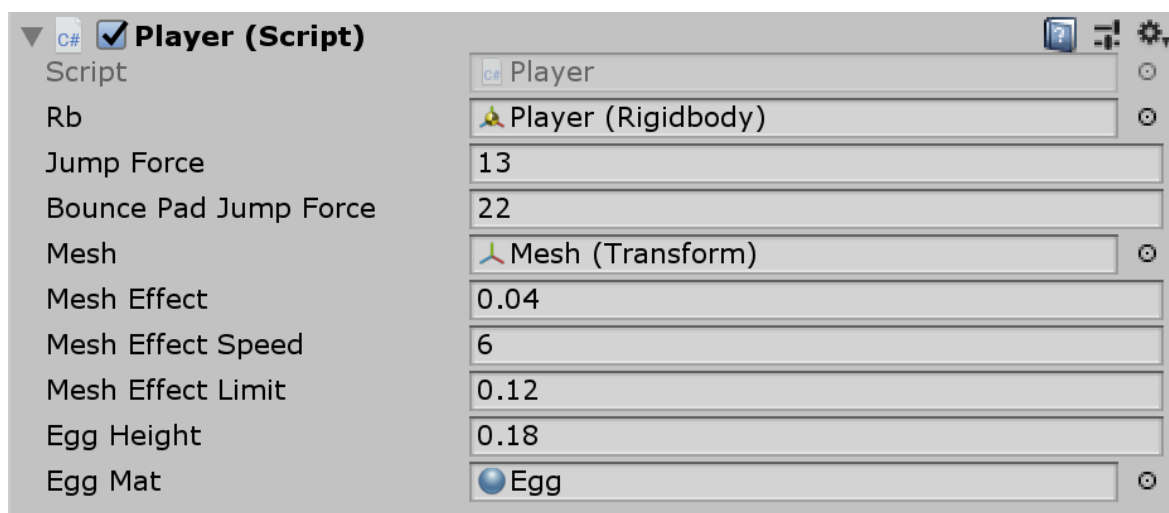 C# Player (Script)
Script C# Player
Rb Player (Rigidbody)
Jump Force 13
Bounce Pad Jump Force 22
Mesh Mesh (Transform)
Mesh Effect 0.04
Mesh Effect Speed 6
Mesh Effect Limit 0.12
Egg Height 0.18
Egg Mat Egg